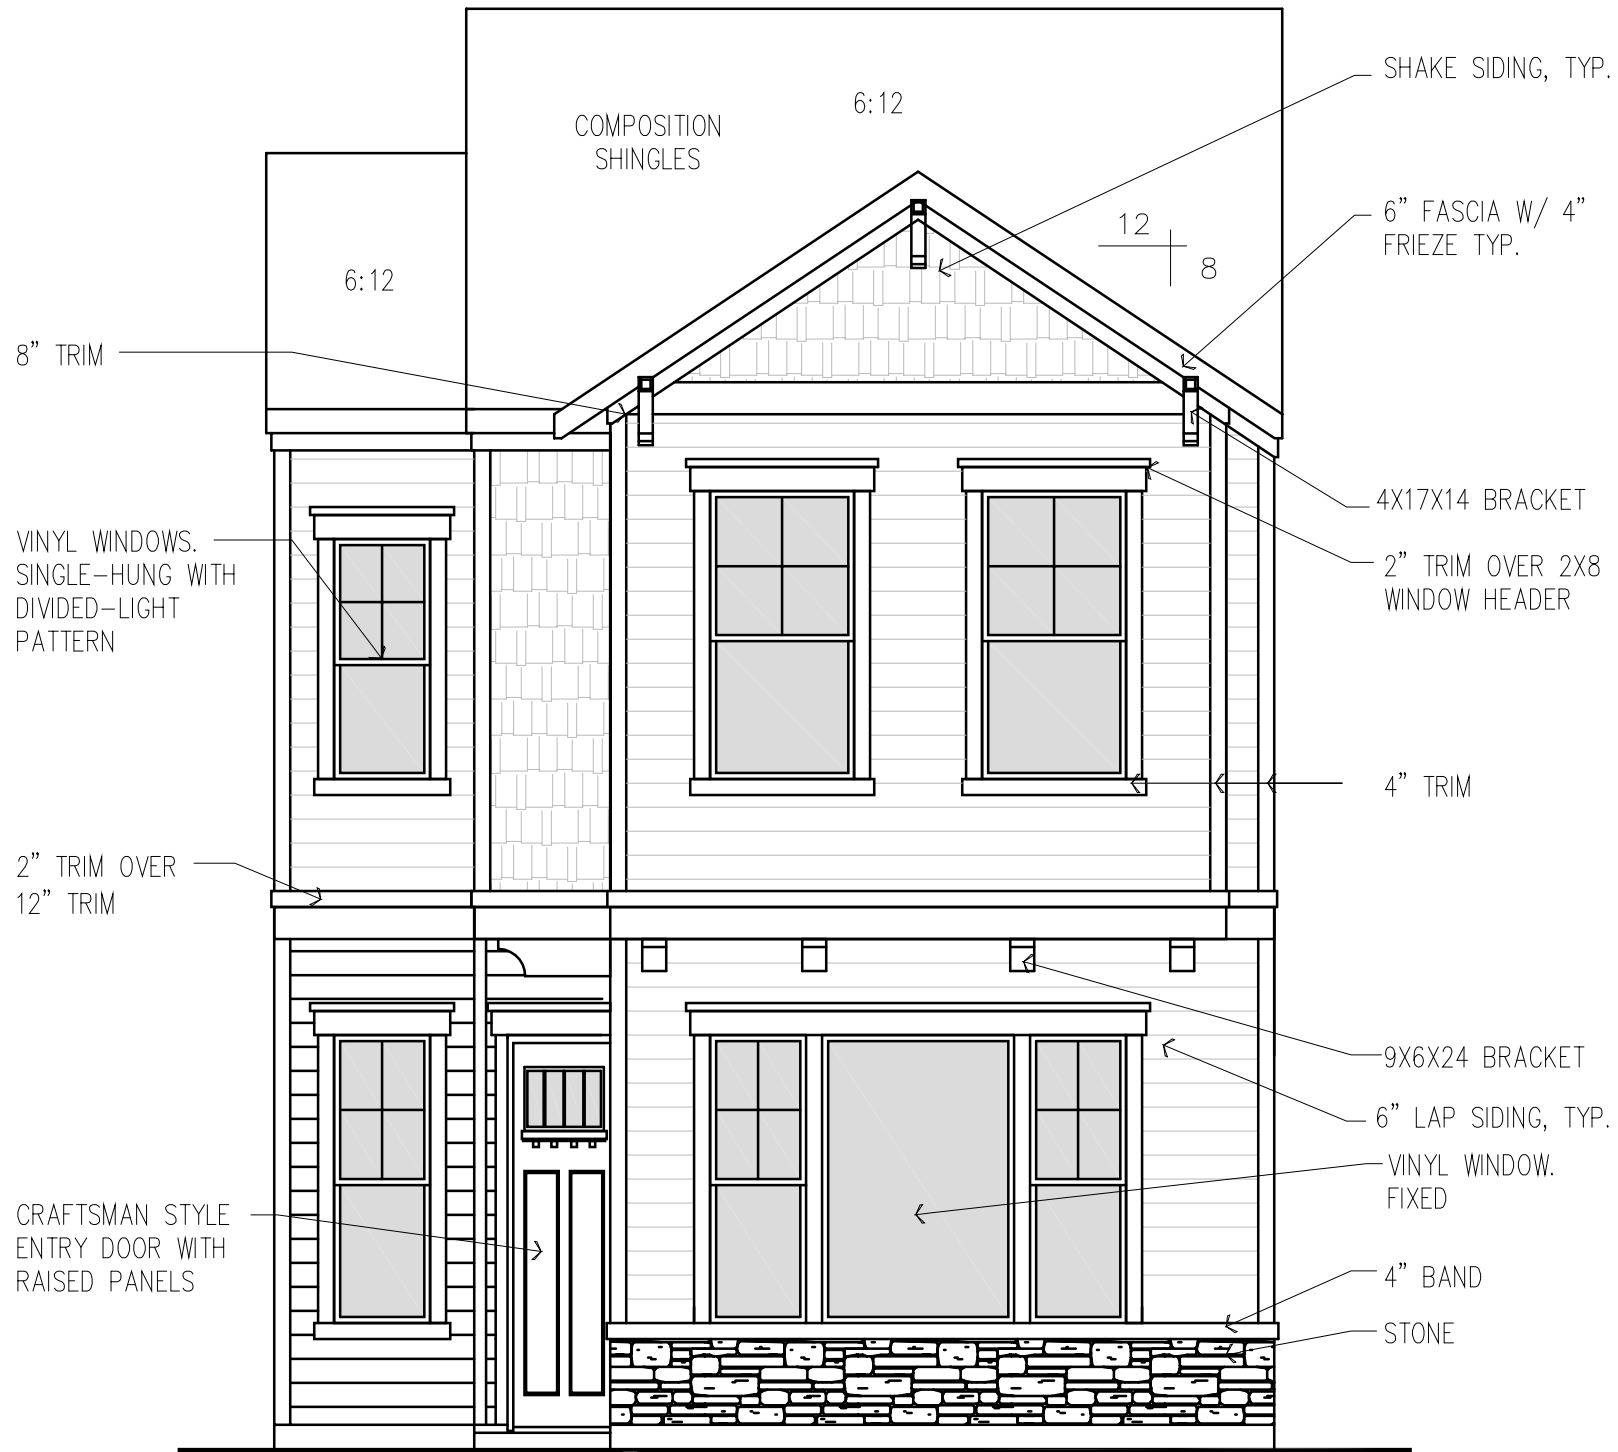 SHAKE SIDING, TYP.
6:12
COMPOSITION
SHINGLES
6” FASCIA W/ 4”
FRIEZE TYP.
12
8
6:12
8” TRIM
4X17X14 BRACKET
VINYL WINDOWS.
SINGLE-HUNG WITH
DIVIDED-LIGHT
PATTERN
2” TRIM OVER 2X8
WINDOW HEADER
4” TRIM
2” TRIM OVER
12” TRIM
9X6X24 BRACKET
6” LAP SIDING, TYP.
VINYL WINDOW.
FIXED
CRAFTSMAN STYLE
ENTRY DOOR WITH
RAISED PANELS
4” BAND
STONE